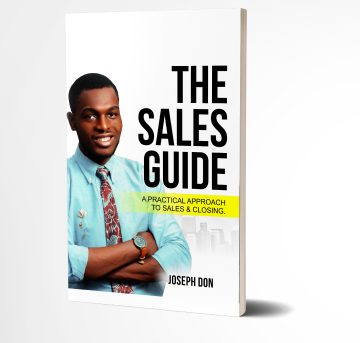 THE
SALES
GUIDE
A PRACTICAL APPROACH
TO SALES & CLOSING.
JOSEPH DON